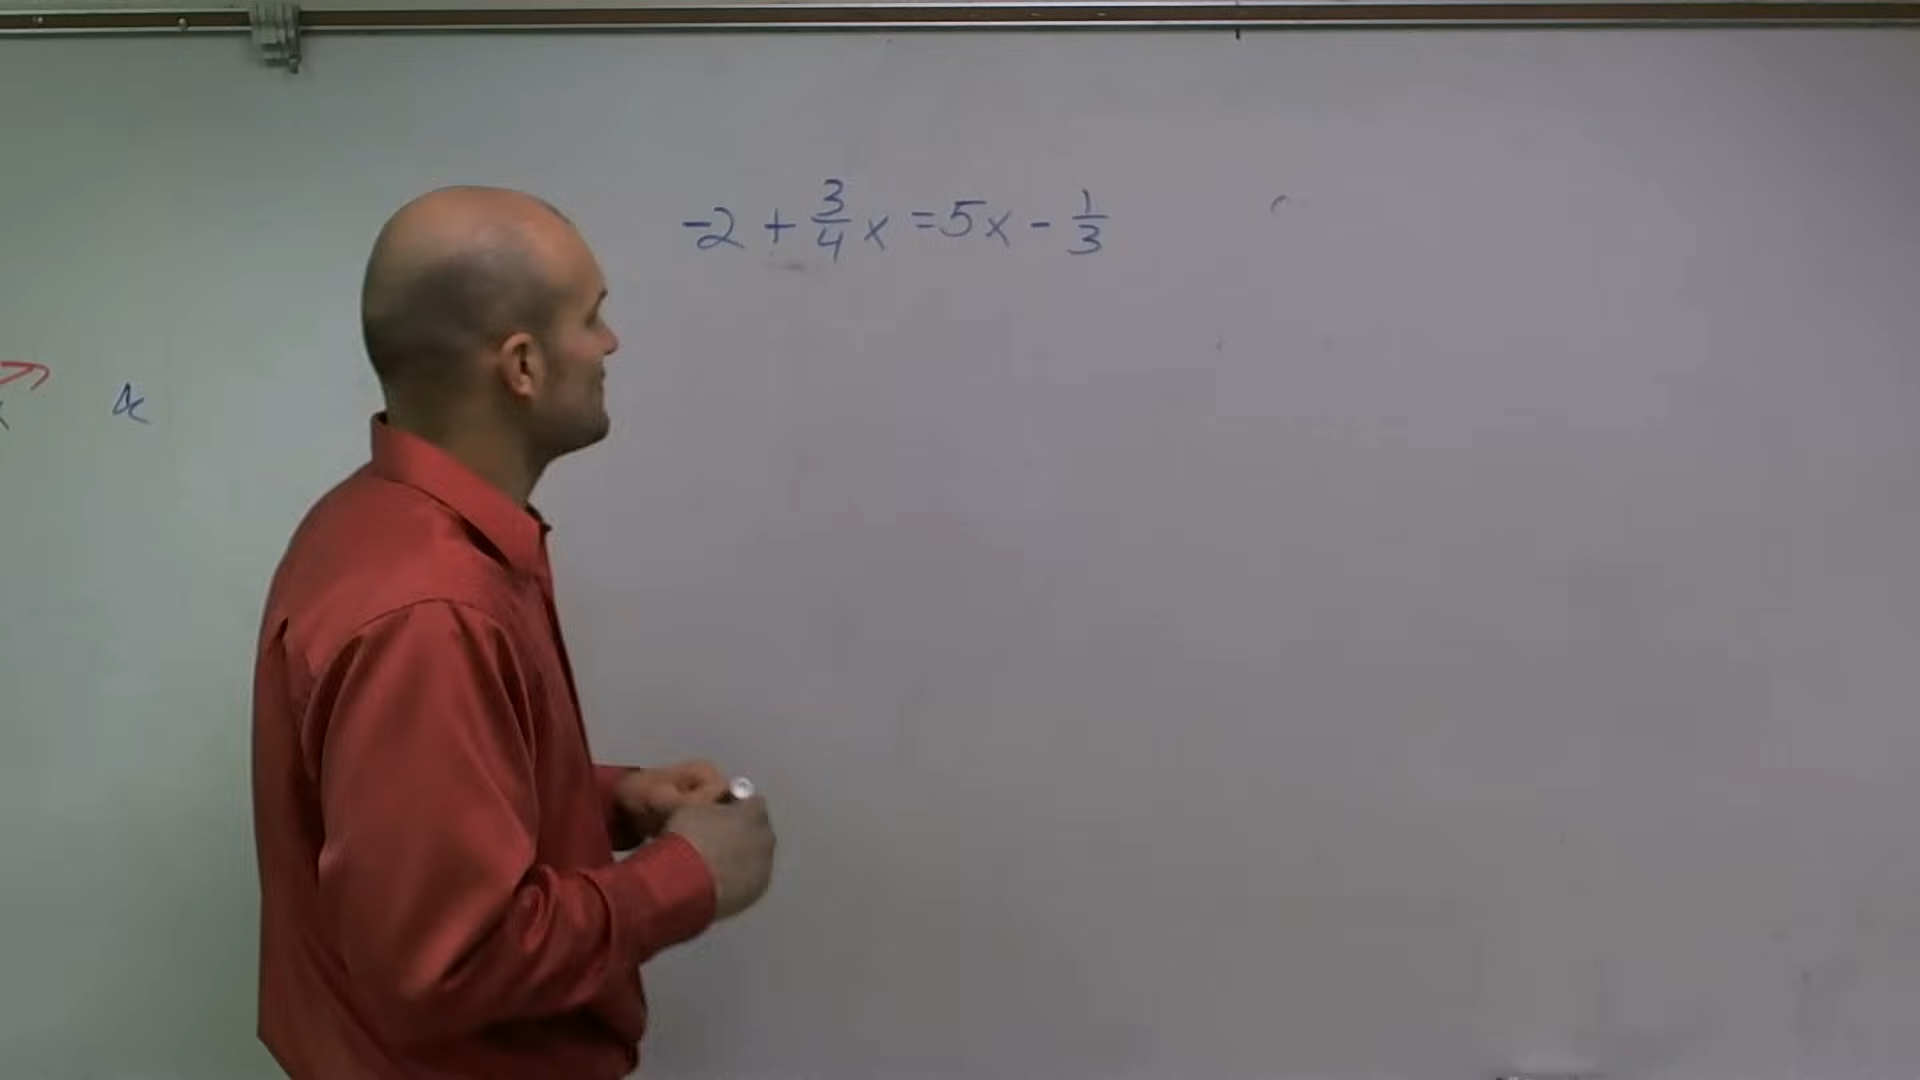 -2 + 3/4 x = 5x - 1/3